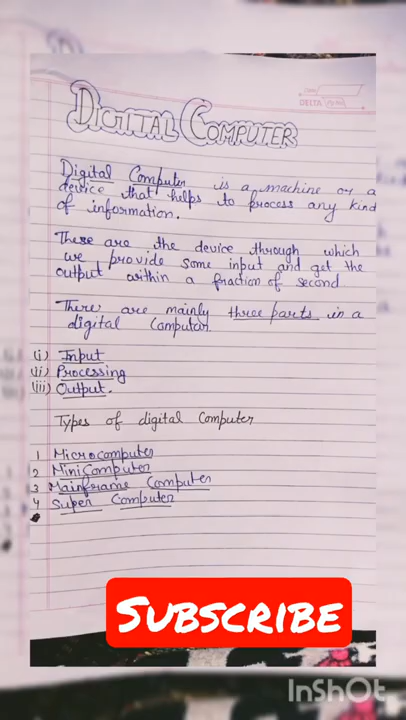 DELTA
DIGITAL COMPUTER
Digital Computer is a machine or a
device that helps to process any kind
of information.
These are the device through which
we provide some input and get the
output within a fraction of second
There are mainly three parts in a
digital Computer.
(i) Input
(ii) Processing
(iii) Output.
Types of digital Computer
1 Microcomputer
2 MiniComputer
3 Mainframe Computer
4 Super Computer
SUBSCRIBE
InShOt